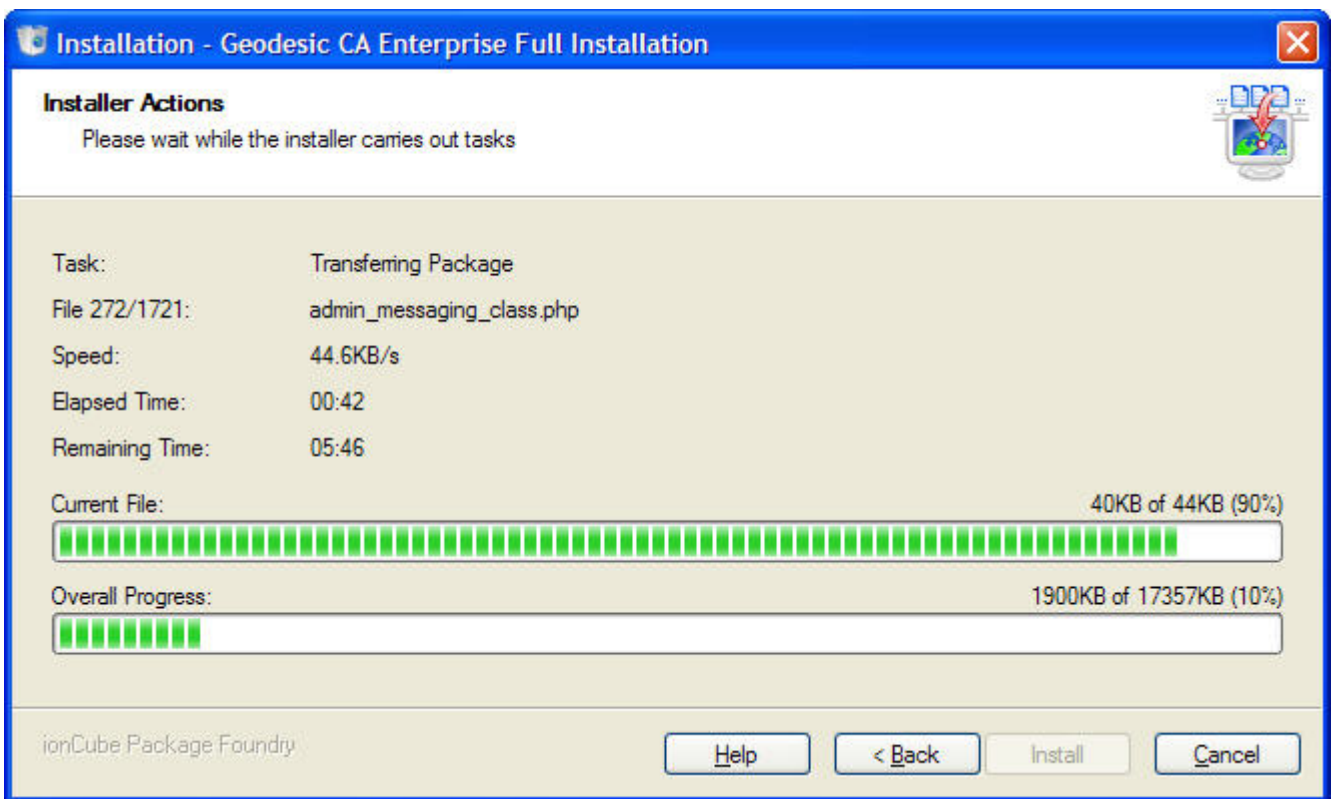 Installation - Geodesic CA Enterprise Full Installation
Installer Actions
Please wait while the installer carries out tasks
Task: Transferring Package
File 272/1721: admin_messaging_class.php
Speed: 44.6KB/s
Elapsed Time: 00:42
Remaining Time: 05:46
Current File: 40KB of 44KB (90%)
Overall Progress: 1900KB of 17357KB (10%)
ionCube Package Foundry Help < Back Install Cancel